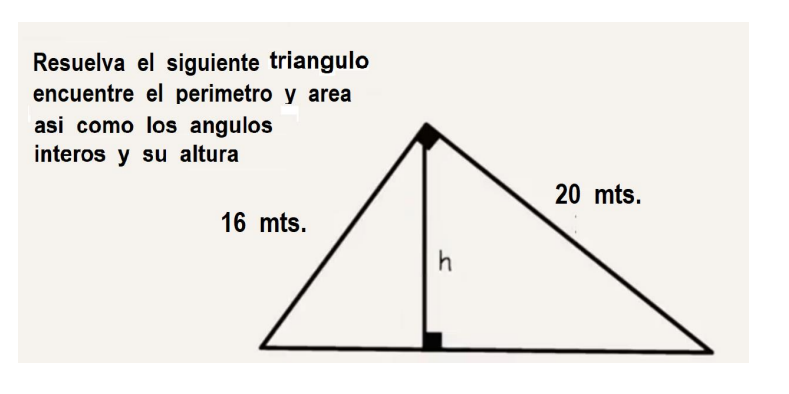 Resuelva el siguiente triangulo
encuentre el perimetro y area
asi como los angulos
interos y su altura
20 mts.
16 mts.
h